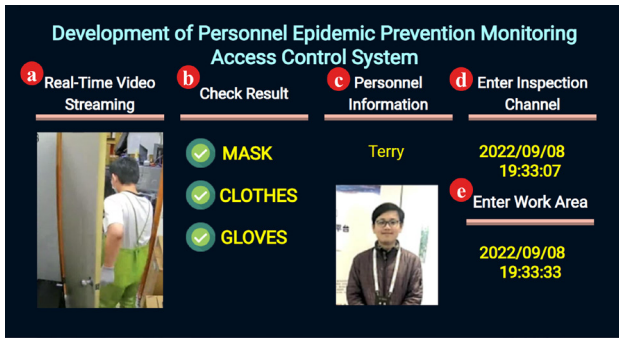 Development of Personnel Epidemic Prevention Monitoring
Access Control System
a
Real-Time Video
Streaming
b
Check Result
MASK
CLOTHES
GLOVES
c
Personnel
Information
Terry
平台
d
Enter Inspection
Channel
2022/09/08
19:33:07
e
Enter Work Area
2022/09/08
19:33:33